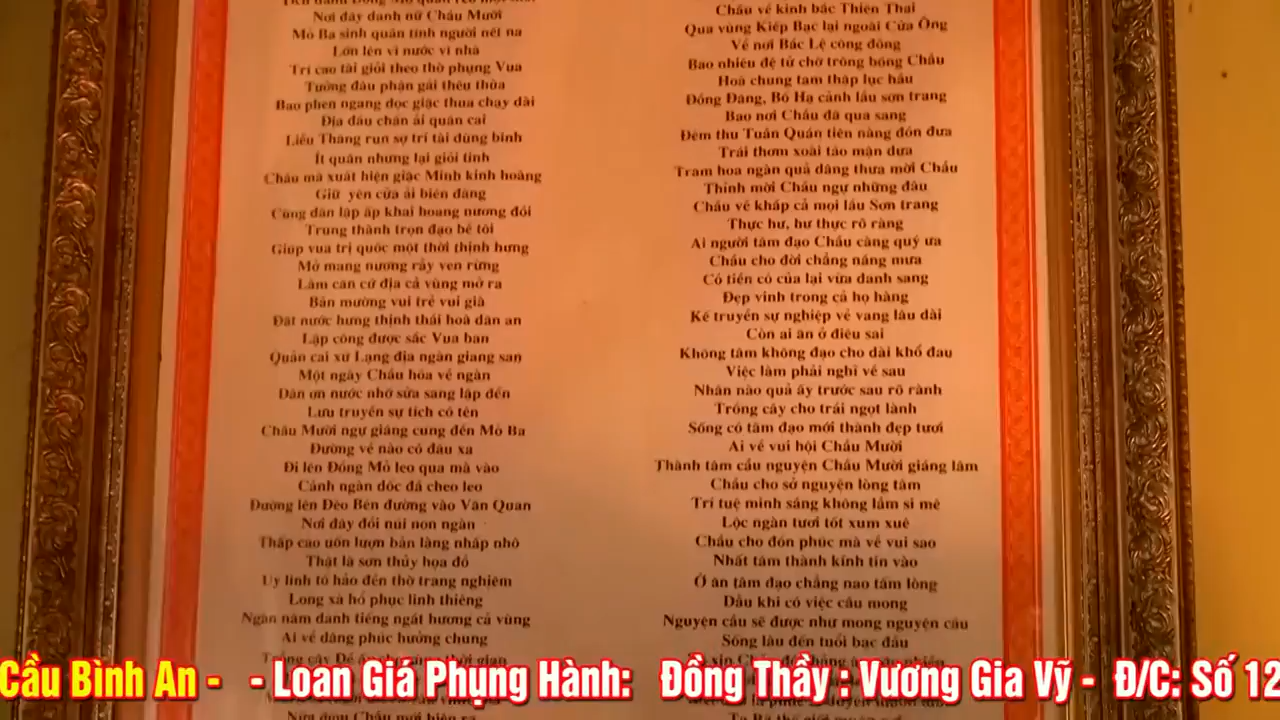 Nơi đây danh nữ Chầu Mười
Mỏ Ba sinh quán tính người nết na
Lớn lên vì nước vì nhà
Trí cao tài giỏi theo thờ phụng Vua
Tưởng đâu phận gái thêu thùa
Bao phen ngang dọc giặc thua chạy dài
Địa đầu chấn ải quan cai
Liễu Thăng run sợ trí tài dùng binh
Ít quân nhưng lại giỏi tinh
Chầu mà xuất hiện giặc Minh kinh hoàng
Giữ yên cửa ải biên đăng
Cùng dân lập ấp khai hoang nương đồi
Trung thành trọn đạo bề tôi
Giúp vua trị quốc một thời thịnh hưng
Mở mang nương rẫy ven rừng
Làm căn cứ địa cả vùng mở ra
Bản mường vui trẻ vui già
Đất nước hưng thịnh thái hoà dân an
Lập công được sắc Vua ban
Quản cai xứ Lạng địa ngàn giang san
Một ngày Chầu hóa về ngàn
Dân ơn nước nhớ sửa sang lập đền
Lưu truyền sự tích có tên
Chầu Mười ngự giáng cung đền Mỏ Ba
Đường về nào có đâu xa
Đi lên Đồng Mỏ leo qua mà vào
Cảnh ngàn dốc đá cheo leo
Đường lên Đèo Bén đường vào Văn Quan
Nơi đây đồi núi non ngàn
Thấp cao uốn lượn bản làng nhấp nhô
Thật là sơn thủy họa đồ
Uy linh tố hảo đền thờ trang nghiêm
Long xà hổ phục linh thiêng
Ngàn năm danh tiếng ngát hương cả vùng
Ai về dâng phúc hưởng chung
Chầu về kinh bắc Thiên Thai
Qua vùng Kiếp Bạc lại ngoài Cửa Ông
Về nơi Bắc Lệ công đồng
Bao nhiêu đệ tử chờ trông bóng Chầu
Hoá chung tam thập lục hầu
Đồng Đăng, Bố Hạ cảnh lầu sơn trang
Bao nơi Chầu đã qua sang
Đêm thu Tuần Quán tiên nàng đón đưa
Trái thơm xoài táo mận dưa
Trăm hoa ngàn quả dâng thưa mời Chầu
Thỉnh mời Chầu ngự những đâu
Chầu về khắp cả mọi lầu Sơn trang
Thực hư, hư thực rõ ràng
Ai người tâm đạo Chầu càng quý ưa
Chầu cho đời chẳng nắng mưa
Có tiền có của lại vừa danh sang
Đẹp vinh trong cả họ hàng
Kế truyền sự nghiệp vẻ vang lâu dài
Còn ai ăn ở điêu sai
Không tâm không đạo cho dài khổ đau
Việc làm phải nghĩ về sau
Nhân nào quả ấy trước sau rõ rành
Trồng cây cho trái ngọt lành
Sống có tâm đạo mới thành đẹp tươi
Ai về vui hội Chầu Mười
Thành tâm cầu nguyện Chầu Mười giáng lâm
Chầu cho sở nguyện lòng tâm
Trí tuệ minh sáng không lầm si mê
Lộc ngàn tươi tốt xum xuê
Chầu cho đón phúc mà về vui sao
Nhất tâm thành kính tin vào
Ở ăn tâm đạo chẳng nao tấm lòng
Dẫu khi có việc cầu mong
Nguyện cầu sẽ được như mong nguyện cầu
Sống lâu đến tuổi bạc đầu
Cầu Bình An - - Loan Giá Phụng Hành: Đồng Thầy : Vương Gia Vỹ - Đ/C: Số 12